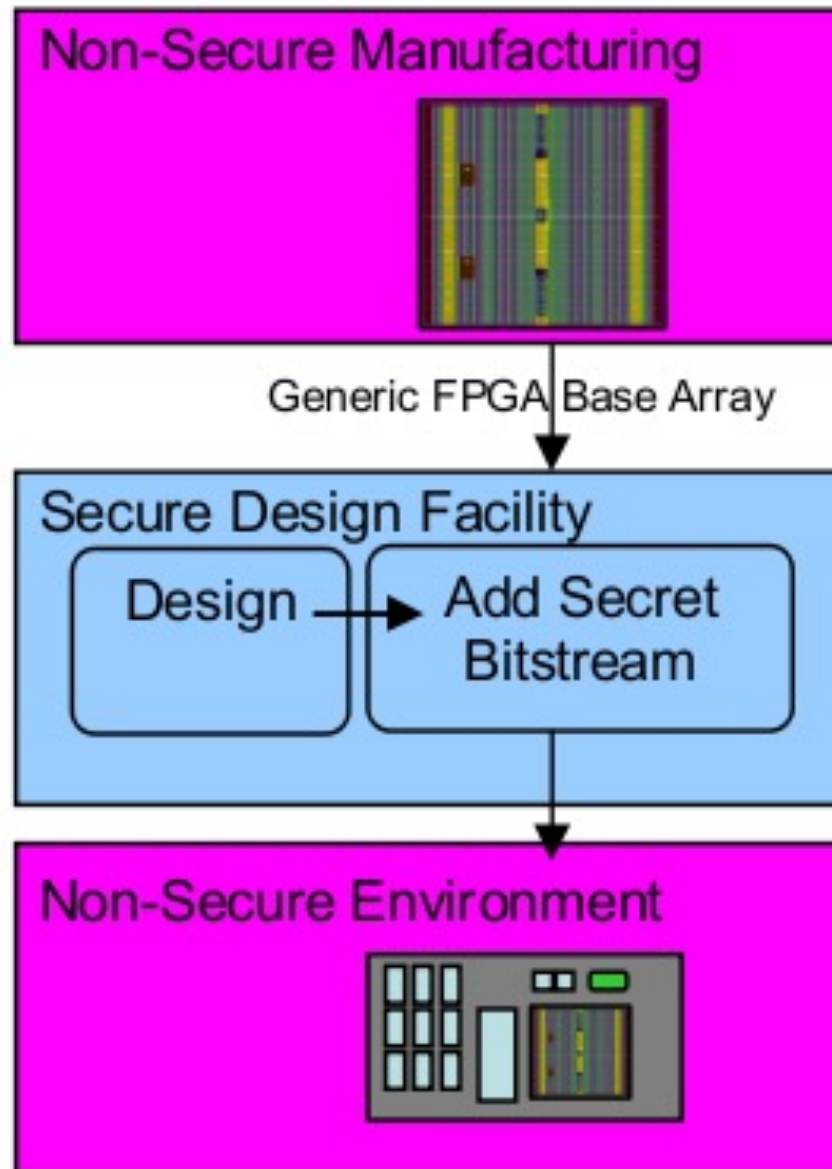 Non-Secure Manufacturing
Generic FPGA Base Array
Secure Design Facility
Design
Add Secret
Bitstream
Non-Secure Environment